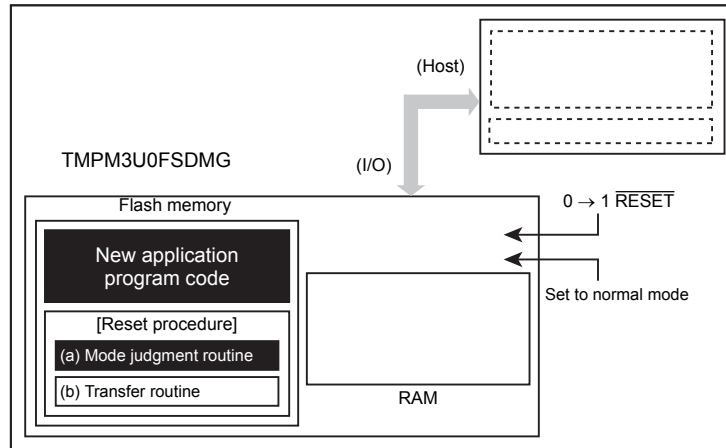 (Host)
TMPM3U0FSDMG
(I/O)
Flash memory
0 → 1 RESET
New application
program code
Set to normal mode
[Reset procedure]
(a) Mode judgment routine
(b) Transfer routine
RAM